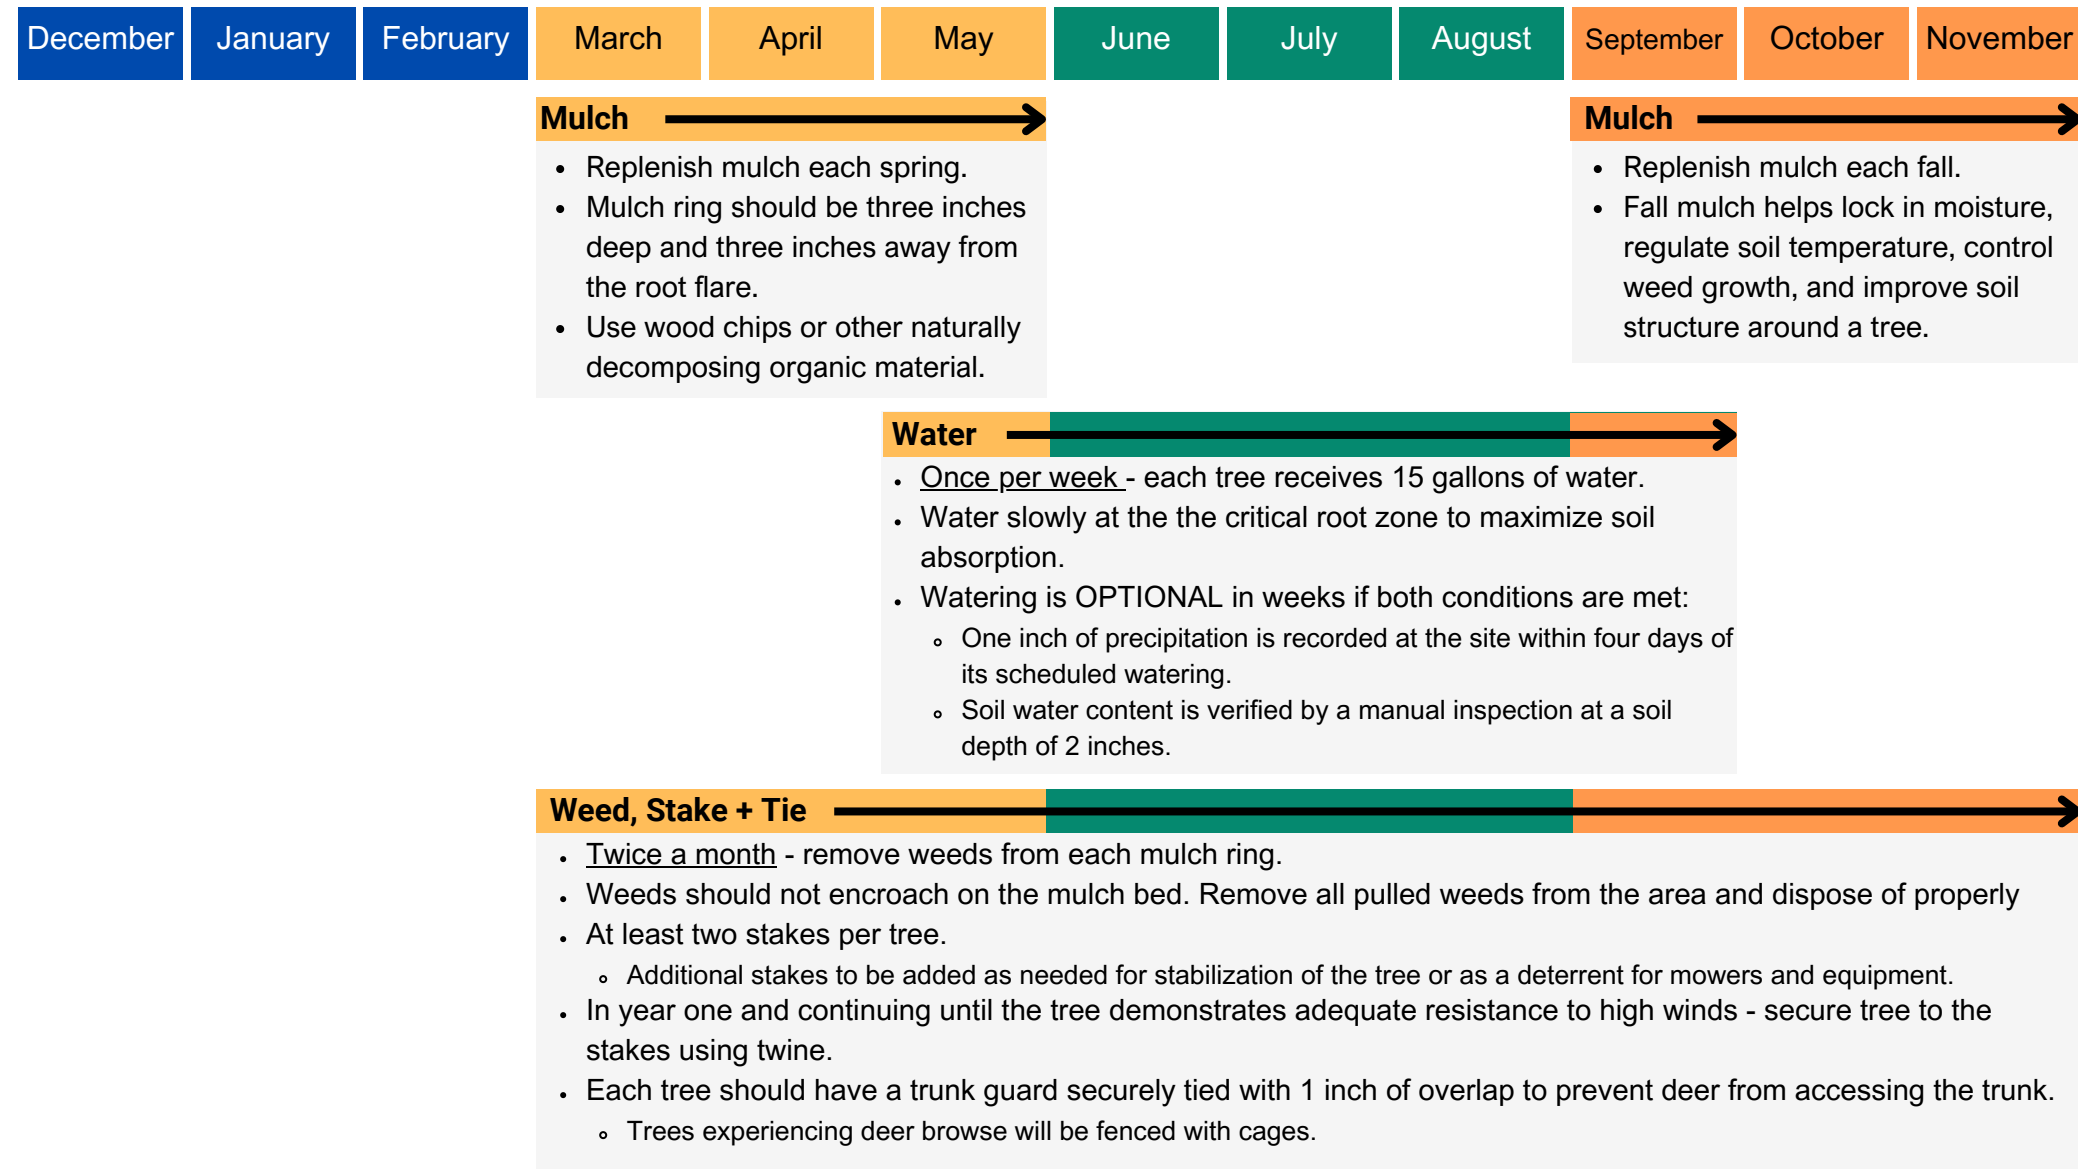 December January February March April May June July August September October November
Mulch
• Replenish mulch each spring.
• Mulch ring should be three inches
deep and three inches away from
the root flare.
• Use wood chips or other naturally
decomposing organic material.
Mulch
• Replenish mulch each fall.
• Fall mulch helps lock in moisture,
regulate soil temperature, control
weed growth, and improve soil
structure around a tree.
Water
• Once per week - each tree receives 15 gallons of water.
• Water slowly at the the critical root zone to maximize soil
absorption.
• Watering is OPTIONAL in weeks if both conditions are met:
◦ One inch of precipitation is recorded at the site within four days of
its scheduled watering.
◦ Soil water content is verified by a manual inspection at a soil
depth of 2 inches.
Weed, Stake + Tie
• Twice a month - remove weeds from each mulch ring.
• Weeds should not encroach on the mulch bed. Remove all pulled weeds from the area and dispose of properly
• At least two stakes per tree.
◦ Additional stakes to be added as needed for stabilization of the tree or as a deterrent for mowers and equipment.
• In year one and continuing until the tree demonstrates adequate resistance to high winds - secure tree to the
stakes using twine.
• Each tree should have a trunk guard securely tied with 1 inch of overlap to prevent deer from accessing the trunk.
◦ Trees experiencing deer browse will be fenced with cages.